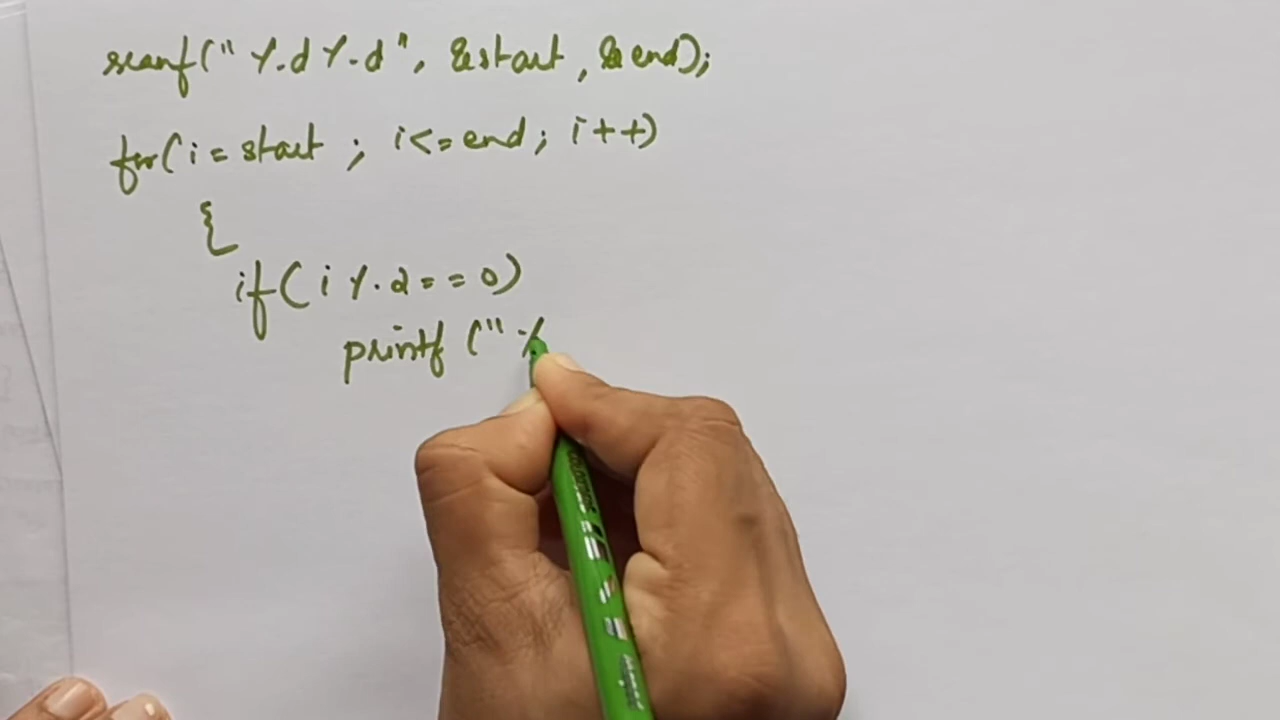 scanf("%d%d", &start, &end);
for(i=start; i<=end; i++)
{
if(i%2==0)
printf("%